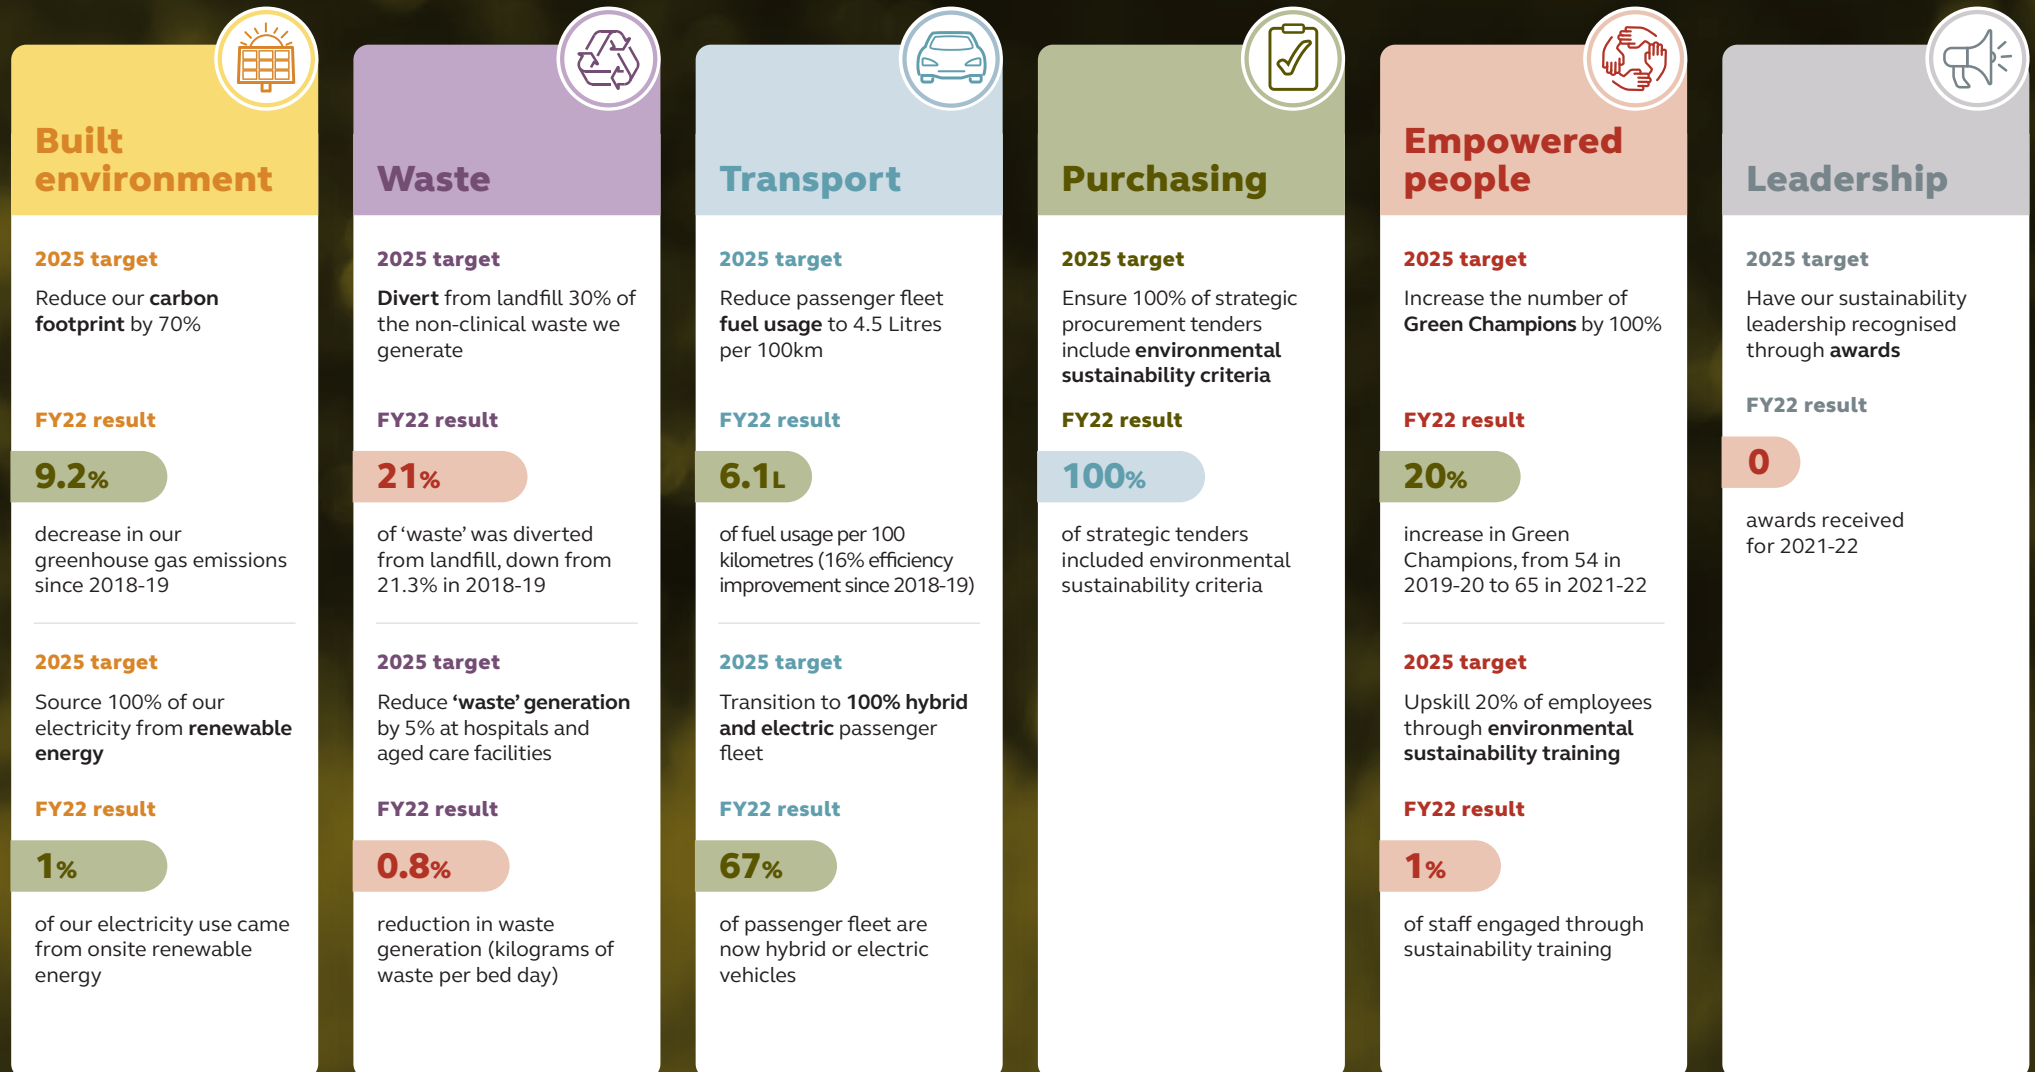 Built
environment
2025 target
Reduce our carbon
footprint by 70%
FY22 result
9.2%
decrease in our
greenhouse gas emissions
since 2018-19
2025 target
Source 100% of our
electricity from renewable
energy
FY22 result
1%
of our electricity use came
from onsite renewable
energy
Waste
2025 target
Divert from landfill 30% of
the non-clinical waste we
generate
FY22 result
21%
of ‘waste’ was diverted
from landfill, down from
21.3% in 2018-19
2025 target
Reduce ‘waste’ generation
by 5% at hospitals and
aged care facilities
FY22 result
0.8%
reduction in waste
generation (kilograms of
waste per bed day)
Transport
2025 target
Reduce passenger fleet
fuel usage to 4.5 Litres
per 100km
FY22 result
6.1L
of fuel usage per 100
kilometres (16% efficiency
improvement since 2018-19)
2025 target
Transition to 100% hybrid
and electric passenger
fleet
FY22 result
67%
of passenger fleet are
now hybrid or electric
vehicles
Purchasing
2025 target
Ensure 100% of strategic
procurement tenders
include environmental
sustainability criteria
FY22 result
100%
of strategic tenders
included environmental
sustainability criteria
Empowered
people
2025 target
Increase the number of
Green Champions by 100%
FY22 result
20%
increase in Green
Champions, from 54 in
2019-20 to 65 in 2021-22
2025 target
Upskill 20% of employees
through environmental
sustainability training
FY22 result
1%
of staff engaged through
sustainability training
Leadership
2025 target
Have our sustainability
leadership recognised
through awards
FY22 result
0
awards received
for 2021-22